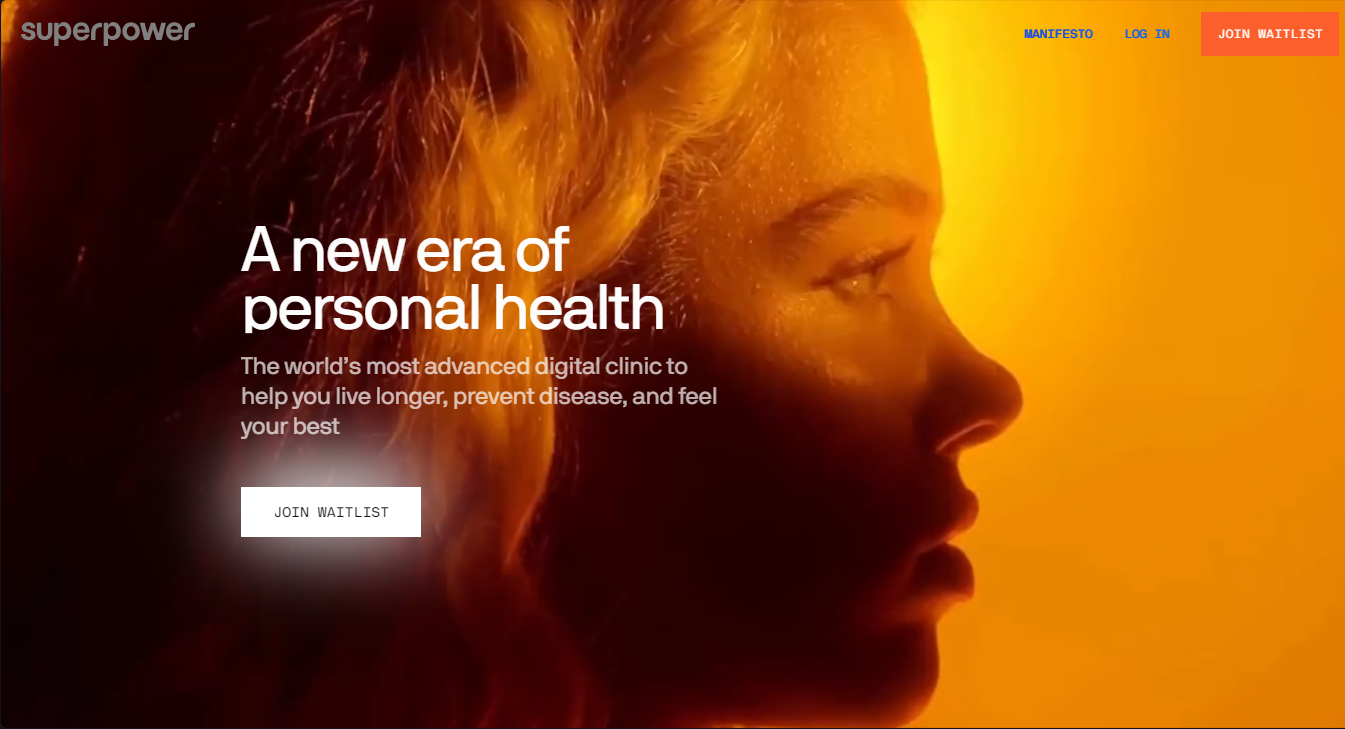 superpower
MANIFESTO
LOG IN
JOIN WAITLIST
A new era of
personal health
The world’s most advanced digital clinic to
help you live longer, prevent disease, and feel
your best
JOIN WAITLIST